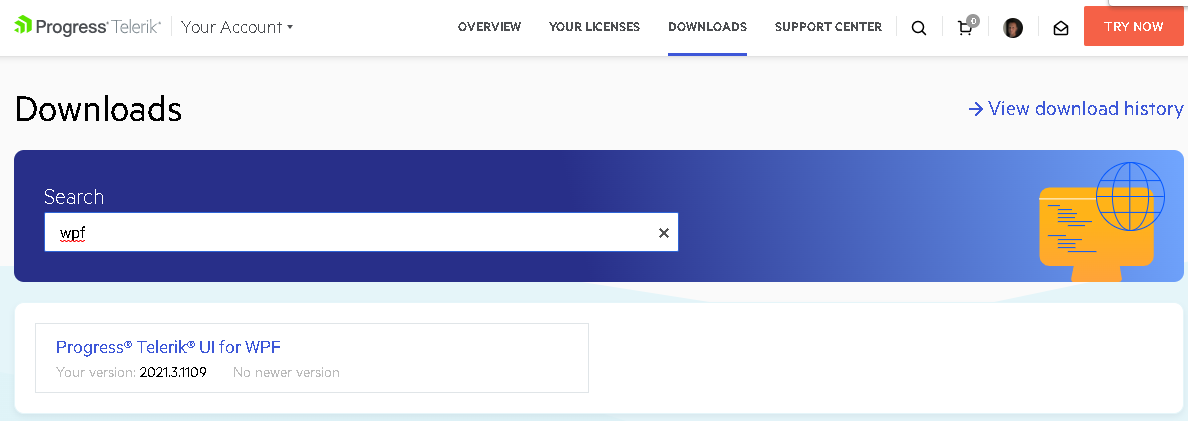 Progress® Telerik® Your Account OVERVIEW YOUR LICENSES DOWNLOADS SUPPORT CENTER 0 TRY NOW
Downloads → View download history
Search
wpf
Progress® Telerik® UI for WPF
Your version: 2021.3.1109 No newer version